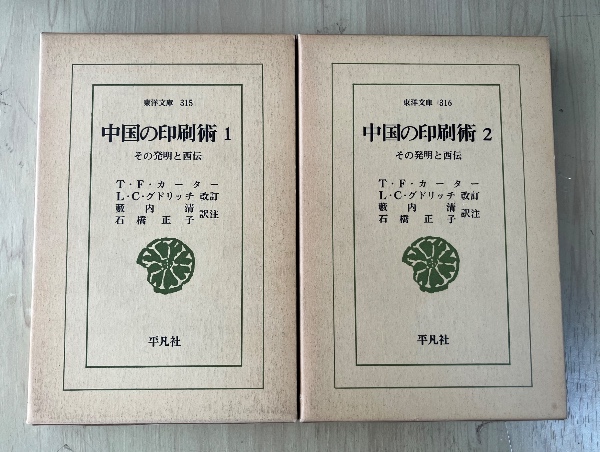 東洋文庫 315
中国の印刷術 1
その発明と西伝
T・F・カーター
L・C・グドリッチ 改訂
藪内清
石橋正子 訳注
平凡社
東洋文庫 316
中国の印刷術 2
その発明と西伝
T・F・カーター
L・C・グドリッチ 改訂
藪内清
石橋正子 訳注
平凡社